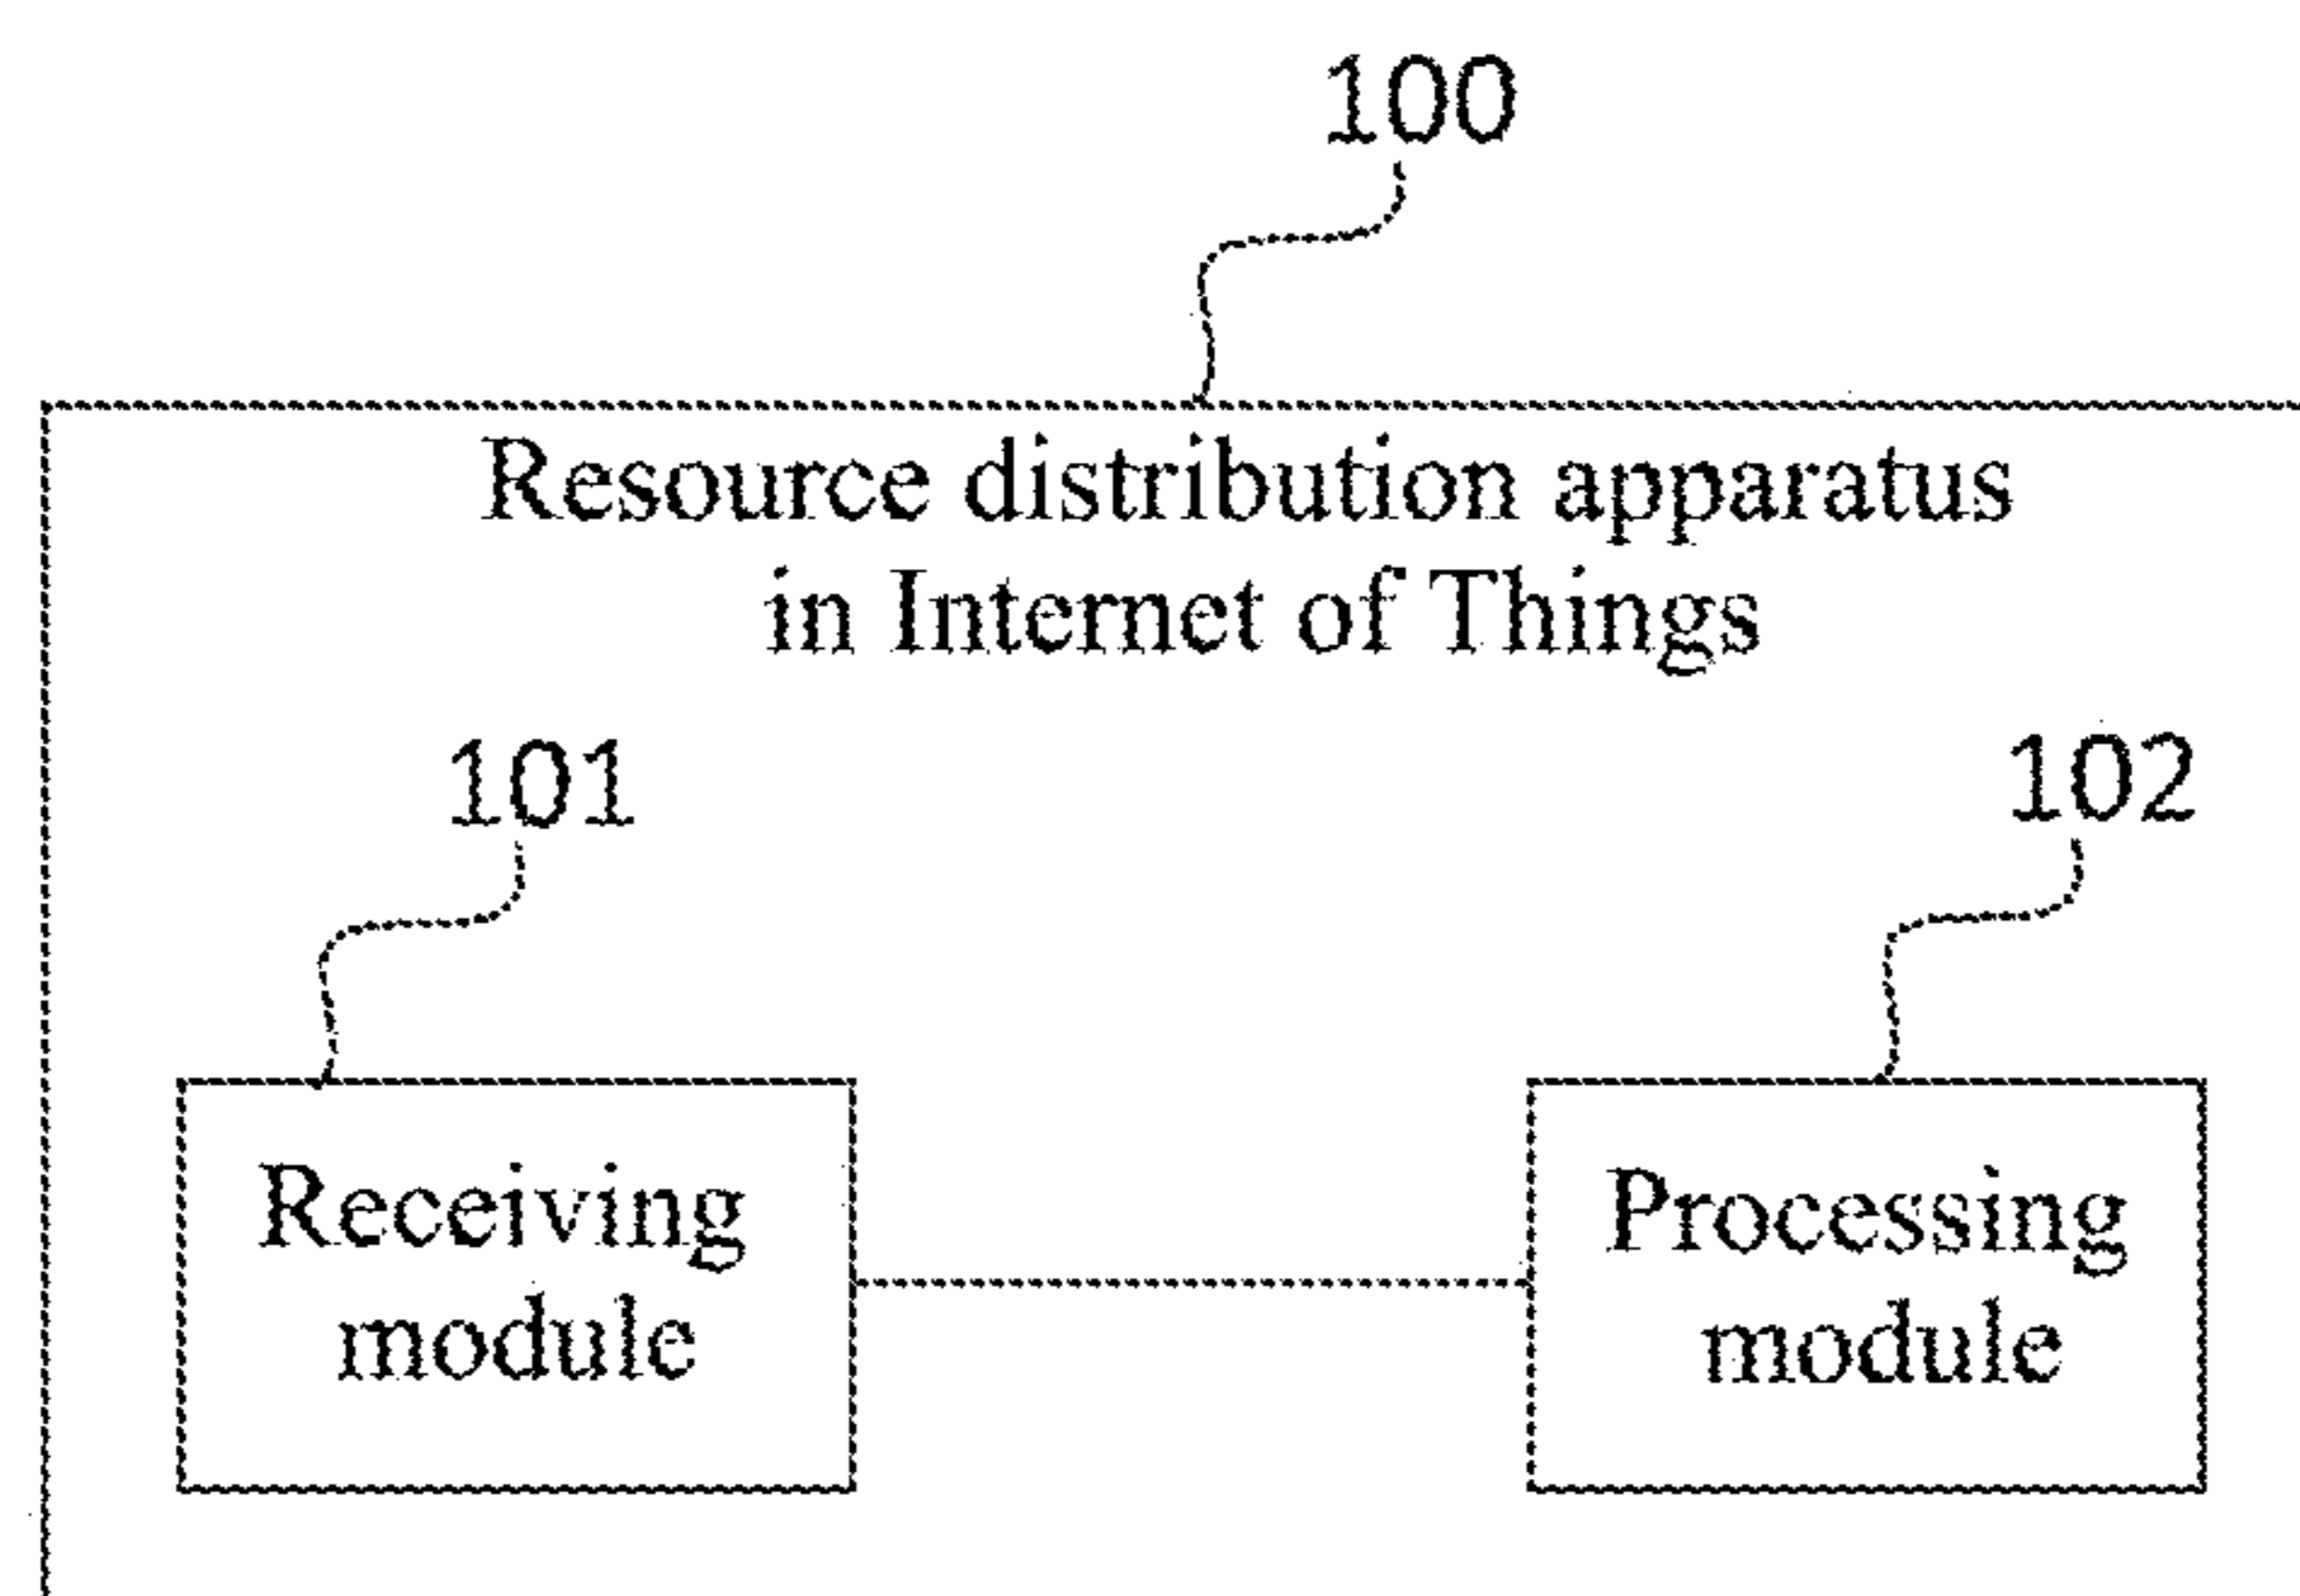 100
Resource distribution apparatus
in Internet of Things
101
102
Receiving
module
Processing
module